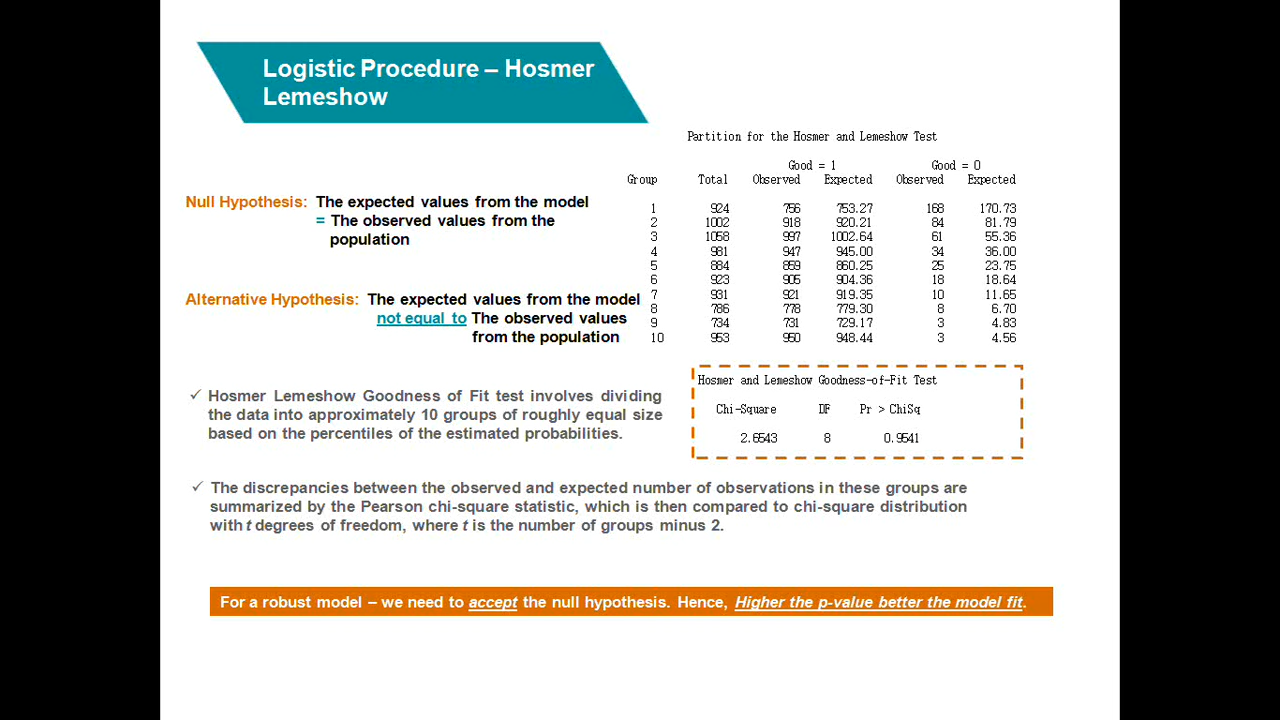 Logistic Procedure – Hosmer
Lemeshow
Null Hypothesis: The expected values from the model
= The observed values from the
population
Alternative Hypothesis: The expected values from the model
not equal to The observed values
from the population
Partition for the Hosmer and Lemeshow Test
Good = 1 Good = 0
Group Total Observed Expected Observed Expected
1 924 756 753.27 168 170.73
2 1002 918 920.21 84 81.79
3 1058 997 1002.64 61 55.36
4 981 947 945.00 34 36.00
5 884 859 860.25 25 23.75
6 923 905 904.36 18 18.64
7 931 921 919.35 10 11.65
8 786 778 779.30 8 6.70
9 734 731 729.17 3 4.83
10 953 950 948.44 3 4.56
Hosmer and Lemeshow Goodness-of-Fit Test
Chi-Square DF Pr > ChiSq
2.6543 8 0.9541
✓ Hosmer Lemeshow Goodness of Fit test involves dividing
the data into approximately 10 groups of roughly equal size
based on the percentiles of the estimated probabilities.
✓ The discrepancies between the observed and expected number of observations in these groups are
summarized by the Pearson chi-square statistic, which is then compared to chi-square distribution
with t degrees of freedom, where t is the number of groups minus 2.
For a robust model – we need to accept the null hypothesis. Hence, Higher the p-value better the model fit.